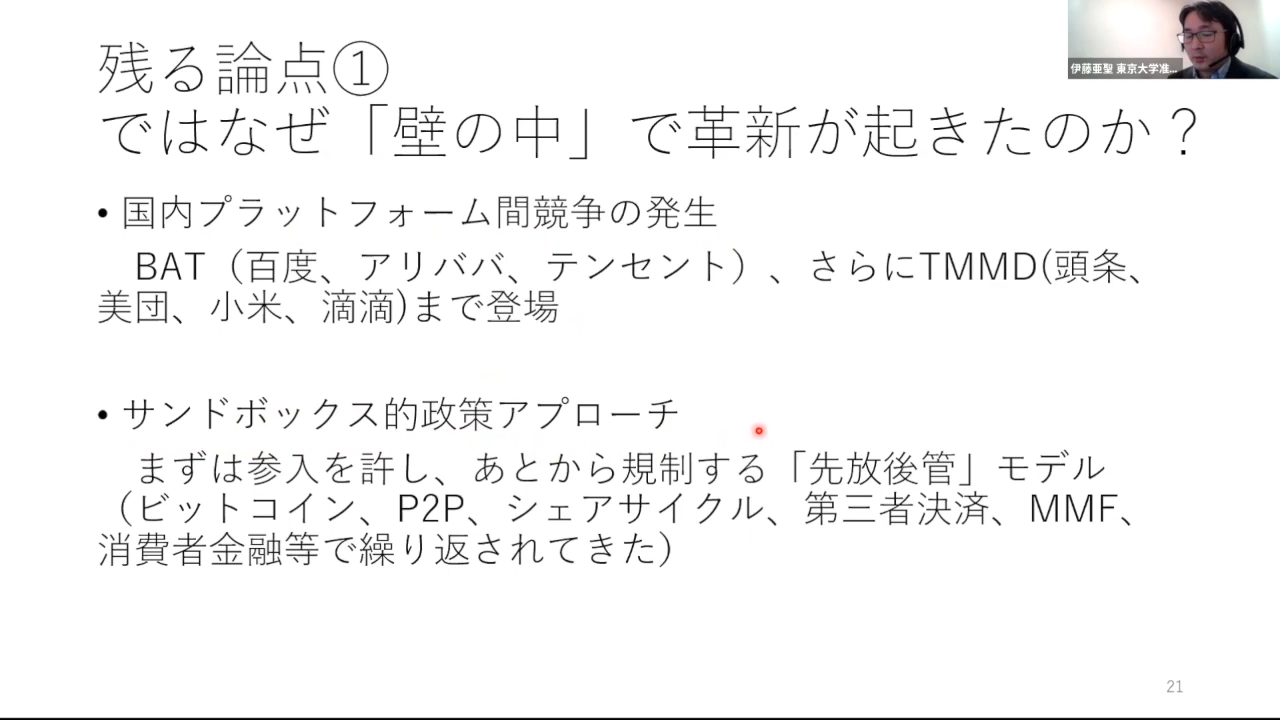 残る論点①
ではなぜ「壁の中」で革新が起きたのか？
• 国内プラットフォーム間競争の発生
BAT（百度、アリババ、テンセント）、さらにTMMD(頭条、
美団、小米、滴滴)まで登場
• サンドボックス的政策アプローチ
まずは参入を許し、あとから規制する「先放後管」モデル
（ビットコイン、P2P、シェアサイクル、第三者決済、MMF、
消費者金融等で繰り返されてきた）
伊藤亜聖 東京大学准...
21